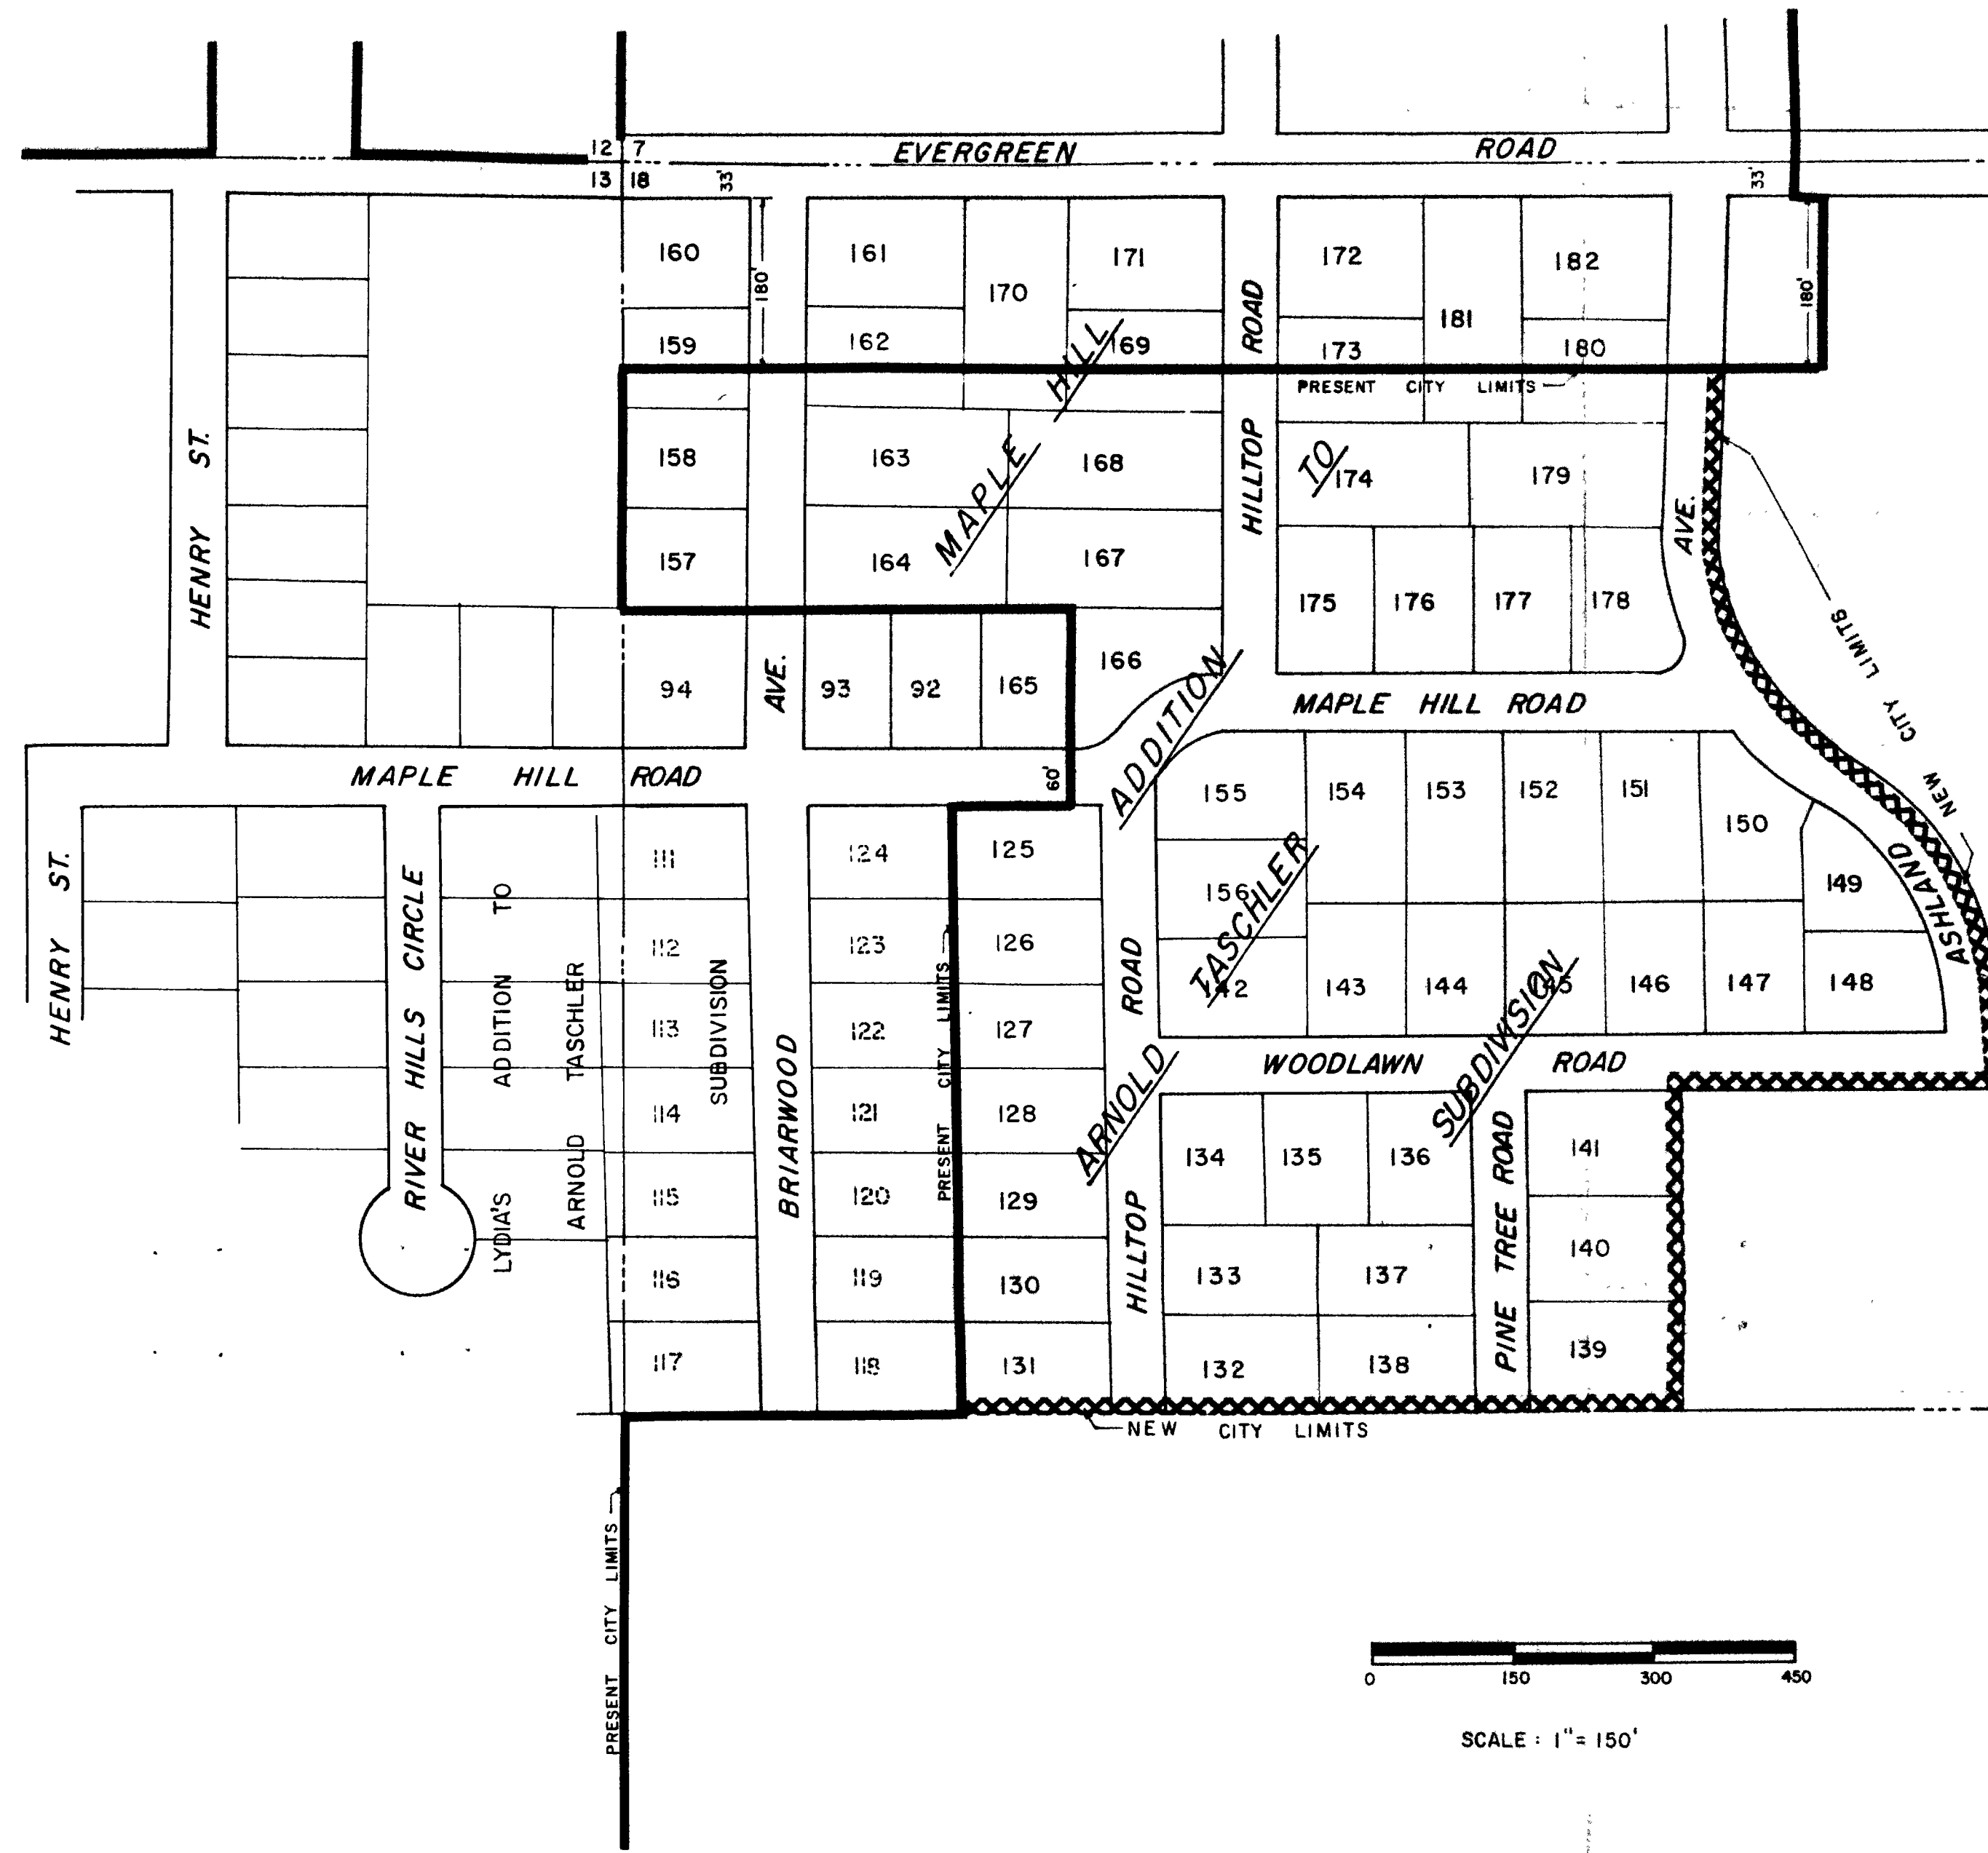 12 7
13 18
EVERGREEN ROAD
33'
33'
160
180'
161
170
171
172
181
182
180'
159
162
169
173
180
PRESENT CITY LIMITS
HENRY ST.
158
163
168
174
179
157
164
167
175
176
177
178
HILLTOP ROAD
AVE.
NEW CITY LIMITS
94
AVE.
93
92
165
166
MAPLE HILL ROAD
MAPLE HILL ROAD
60'
MAPLE HILL
ADDITION
TO
ARNOLD
TASCHLER
SUBDIVISION
155
154
153
152
151
150
149
156
142
143
144
145
146
147
148
ASHLAND
HENRY ST.
RIVER HILLS CIRCLE
LYDIA'S ADDITION TO
ARNOLD TASCHLER
SUBDIVISION
111
112
113
114
115
116
117
BRIARWOOD
124
123
122
121
120
119
118
PRESENT CITY LIMITS
125
126
127
128
129
130
131
HILLTOP ROAD
WOODLAWN ROAD
134
135
136
133
137
132
138
PINE TREE ROAD
141
140
139
NEW CITY LIMITS
PRESENT CITY LIMITS
0 150 300 450
SCALE : 1" = 150'